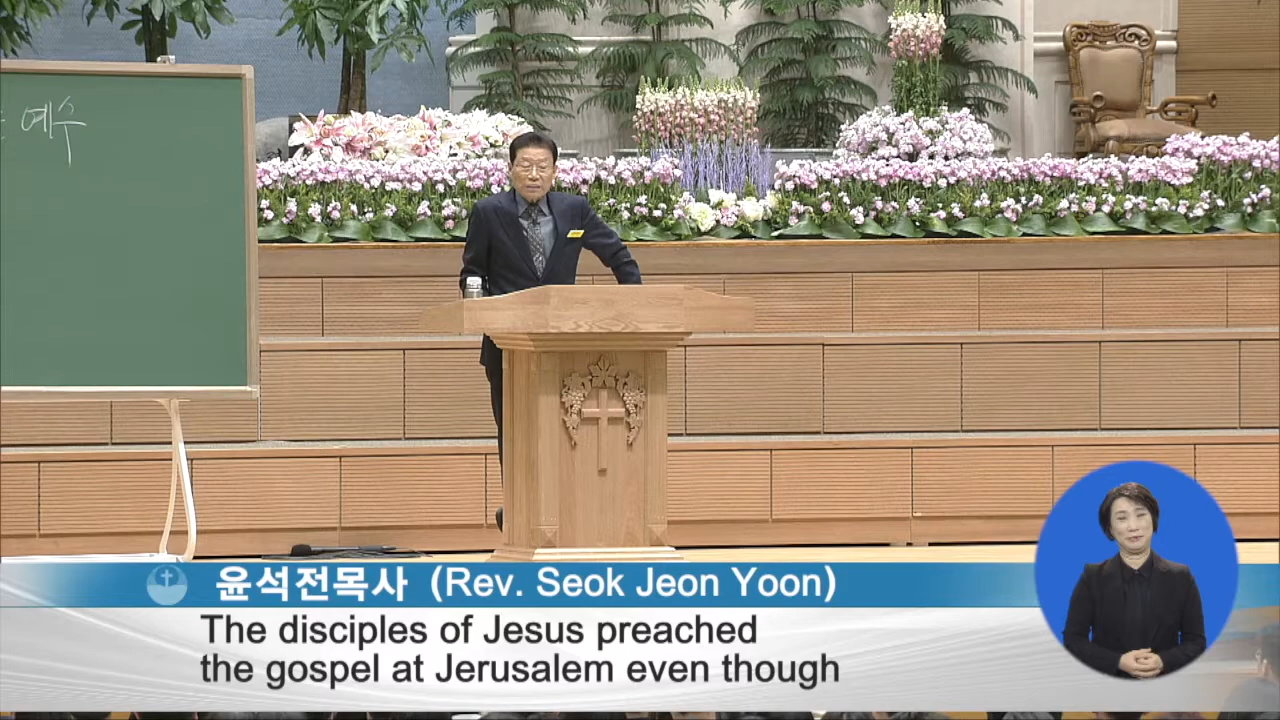 예수
윤석전목사 (Rev. Seok Jeon Yoon)
The disciples of Jesus preached
the gospel at Jerusalem even though